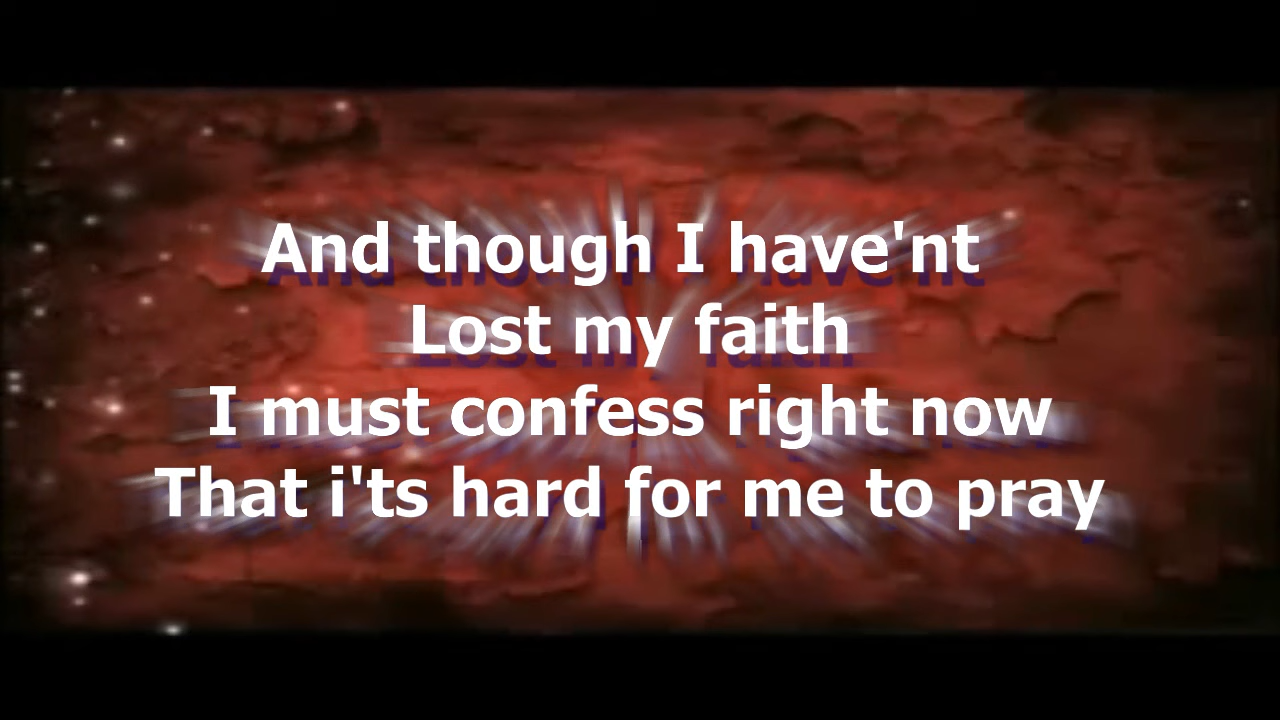 And though I have'nt
Lost my faith
I must confess right now
That i'ts hard for me to pray